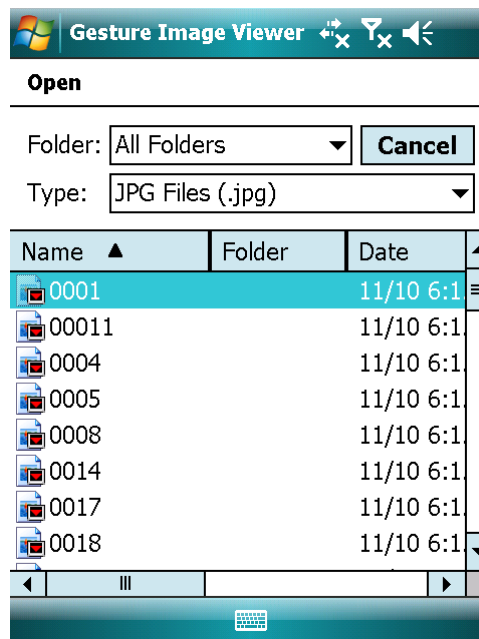 Gesture Image Viewer
Open
Folder: All Folders Cancel
Type: JPG Files (.jpg)
Name Folder Date
0001 11/10 6:1
00011 11/10 6:1
0004 11/10 6:1
0005 11/10 6:1
0008 11/10 6:1
0014 11/10 6:1
0017 11/10 6:1
0018 11/10 6:1